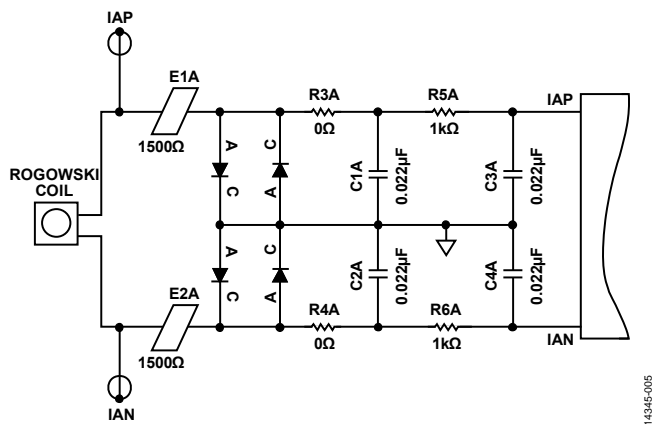 IAP
E1A
1500Ω
R3A
0Ω
R5A
1kΩ
IAP
A
C
C
A
C1A
0.022µF
C3A
0.022µF
ROGOWSKI
COIL
A
C
C
A
C2A
0.022µF
C4A
0.022µF
E2A
1500Ω
R4A
0Ω
R6A
1kΩ
IAN
IAN
14345-005